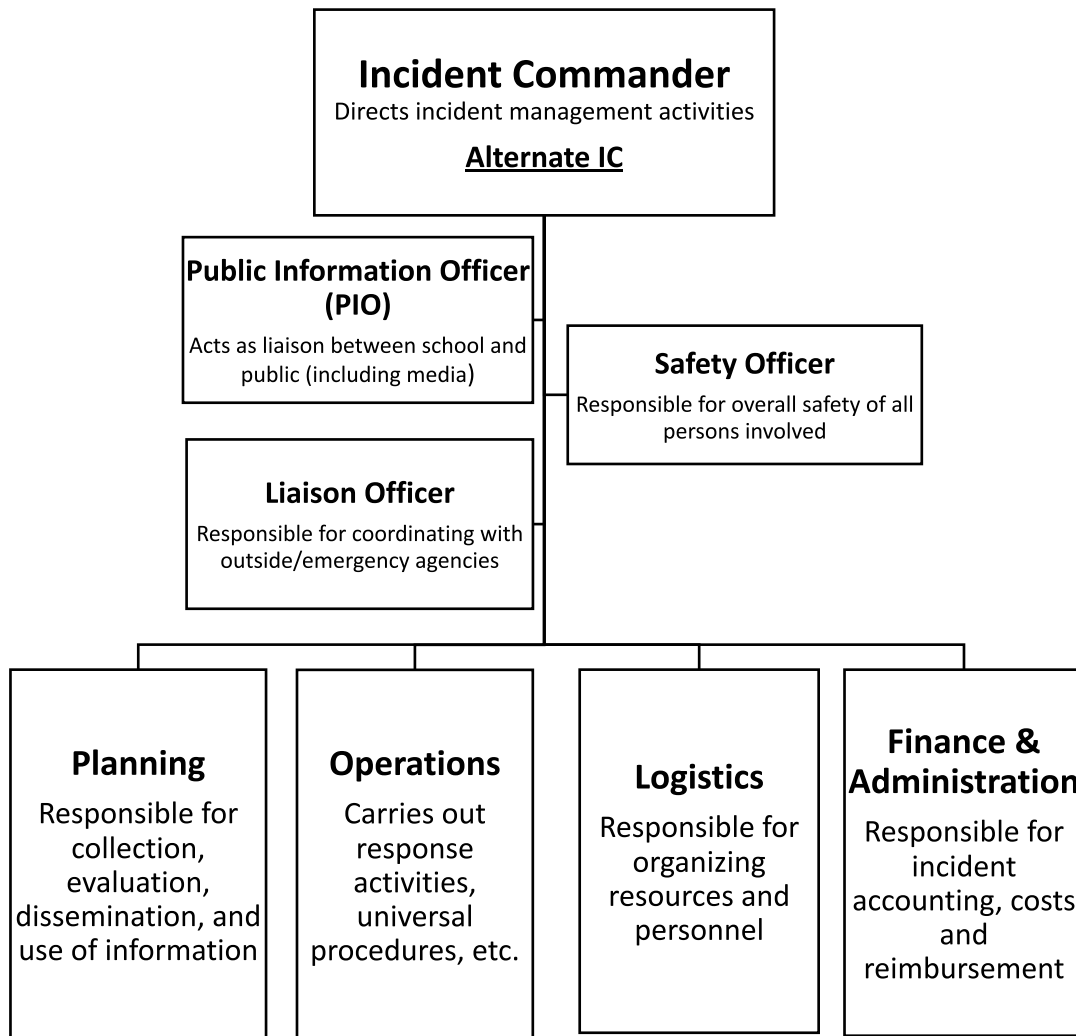 Incident Commander
Directs incident management activities
Alternate IC
Public Information Officer
(PIO)
Acts as liaison between school and
public (including media)
Safety Officer
Responsible for overall safety of all
persons involved
Liaison Officer
Responsible for coordinating with
outside/emergency agencies
Planning
Responsible for
collection,
evaluation,
dissemination, and
use of information
Operations
Carries out
response
activities,
universal
procedures, etc.
Logistics
Responsible for
organizing
resources and
personnel
Finance &
Administration
Responsible for
incident
accounting, costs
and
reimbursement